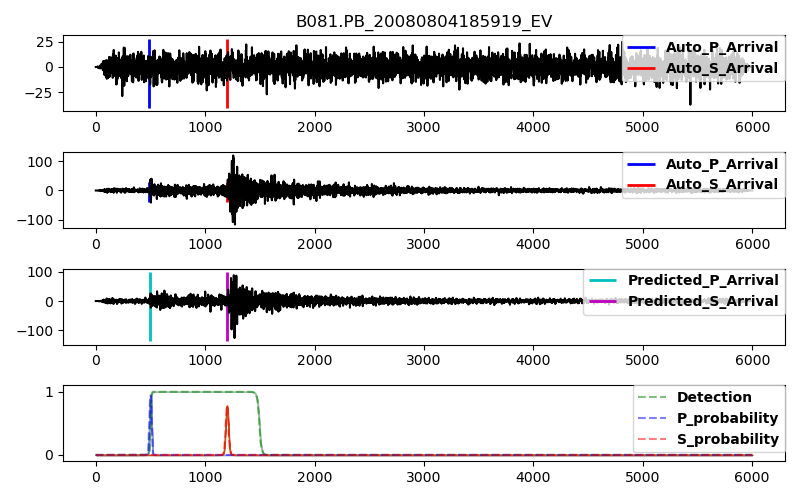 B081.PB_20080804185919_EV
25
0
−25
Auto_P_Arrival
Auto_S_Arrival
0 1000 2000 3000 4000 5000 6000
100
0
−100
Auto_P_Arrival
Auto_S_Arrival
0 1000 2000 3000 4000 5000 6000
100
0
−100
Predicted_P_Arrival
Predicted_S_Arrival
0 1000 2000 3000 4000 5000 6000
1
0
Detection
P_probability
S_probability
0 1000 2000 3000 4000 5000 6000